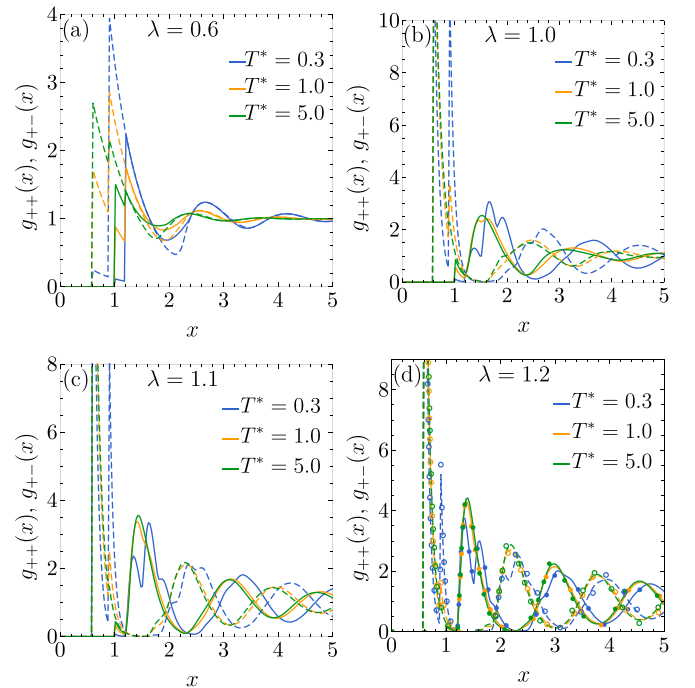 (a)
λ = 0.6
T* = 0.3
T* = 1.0
T* = 5.0
g₊₊(x), g₊₋(x)
4
3
2
1
0
0 1 2 3 4 5
x
(b)
λ = 1.0
T* = 0.3
T* = 1.0
T* = 5.0
g₊₊(x), g₊₋(x)
10
8
6
4
2
0
0 1 2 3 4 5
x
(c)
λ = 1.1
T* = 0.3
T* = 1.0
T* = 5.0
g₊₊(x), g₊₋(x)
8
6
4
2
0
0 1 2 3 4 5
x
(d)
λ = 1.2
T* = 0.3
T* = 1.0
T* = 5.0
g₊₊(x), g₊₋(x)
8
6
4
2
0
0 1 2 3 4 5
x